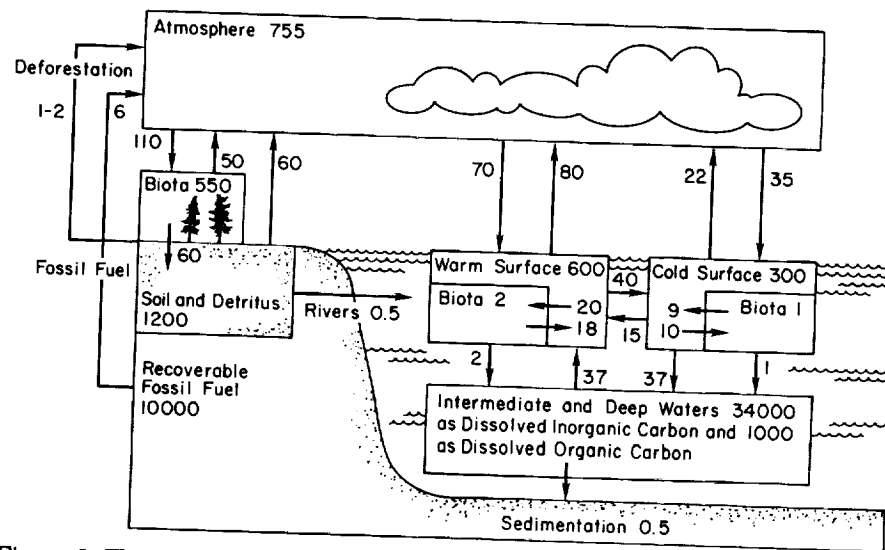 Atmosphere 755
Deforestation
1-2
6
110
50
60
70
80
22
35
Biota 550
60
Fossil Fuel
Soil and Detritus
1200
Rivers 0.5
Warm Surface 600
Biota 2
20
18
40
15
Cold Surface 300
9
10
Biota 1
2
37
37
1
Recoverable
Fossil Fuel
10000
Intermediate and Deep Waters 34000
as Dissolved Inorganic Carbon and 1000
as Dissolved Organic Carbon
Sedimentation 0.5